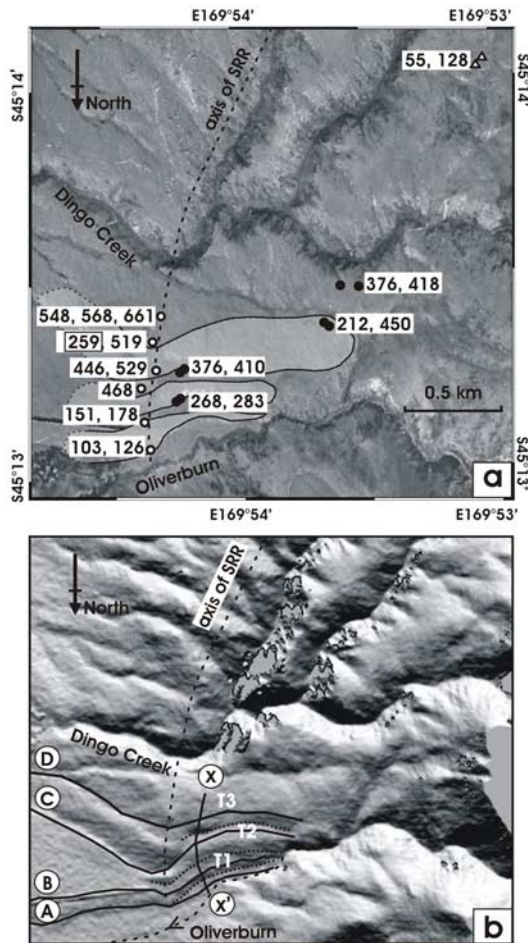 E169°54'
E169°53'
S45°14'
S45°14'
North
axis of SRR
55, 128
Dingo Creek
376, 418
548, 568, 661
212, 450
259, 519
446, 529
376, 410
468
0.5 km
268, 283
151, 178
103, 126
Oliverburn
S45°13'
S45°13'
a
E169°54'
E169°53'
North
axis of SRR
Dingo Creek
D
X
C
T3
T2
T1
B
A
X'
Oliverburn
b